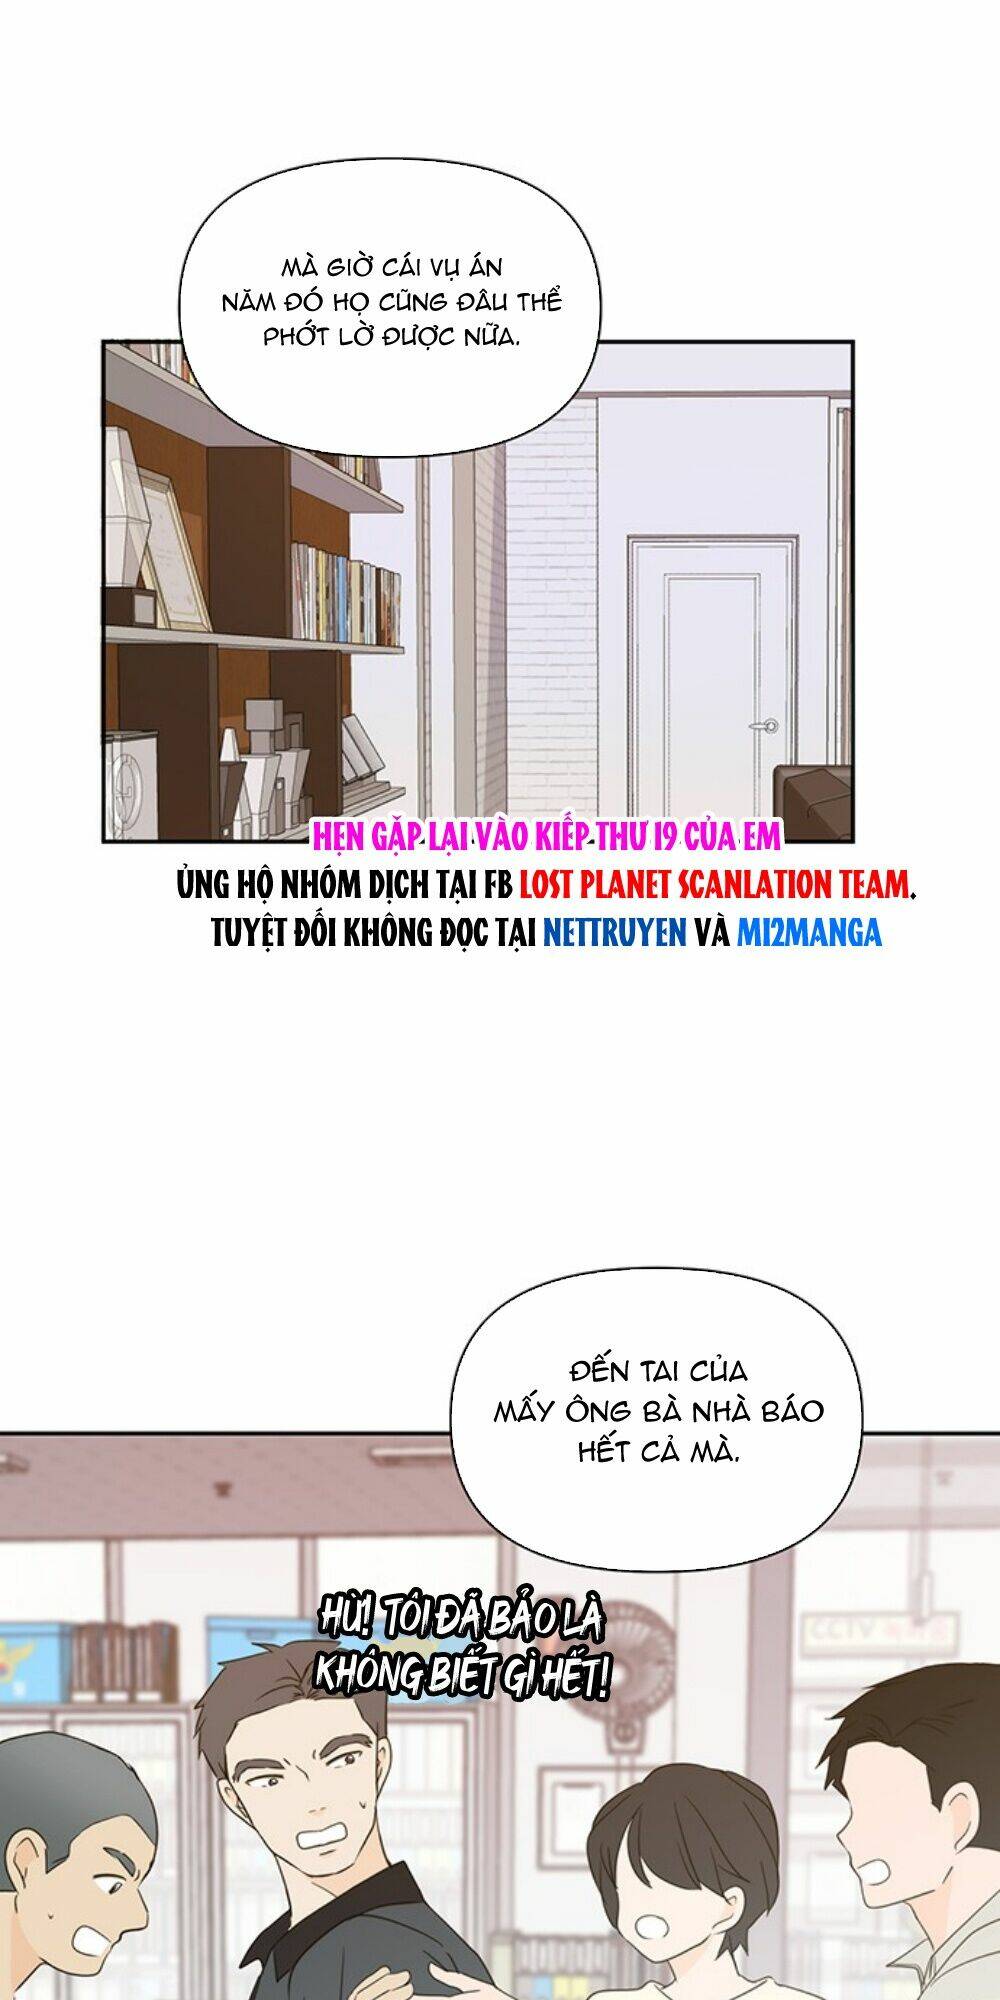 MÀ GIỜ CÁI VỤ ÁN
NĂM ĐÓ HỌ CŨNG ĐÂU THỂ
PHỚT LỜ ĐƯỢC NỮA.
HẸN GẶP LẠI VÀO KIẾP THƯ 19 CỦA EM
ỦNG HỘ NHÓM DỊCH TẠI FB LOST PLANET SCANLATION TEAM.
TUYỆT ĐỐI KHÔNG ĐỌC TẠI NETTRUYEN VÀ MI2MANGA
ĐẾN TAI CỦA
MẤY ÔNG BÀ NHÀ BÁO
HẾT CẢ MÀ.
HỪ! TÔI ĐÃ BẢO LÀ
KHÔNG BIẾT GÌ HẾT!
CCTV